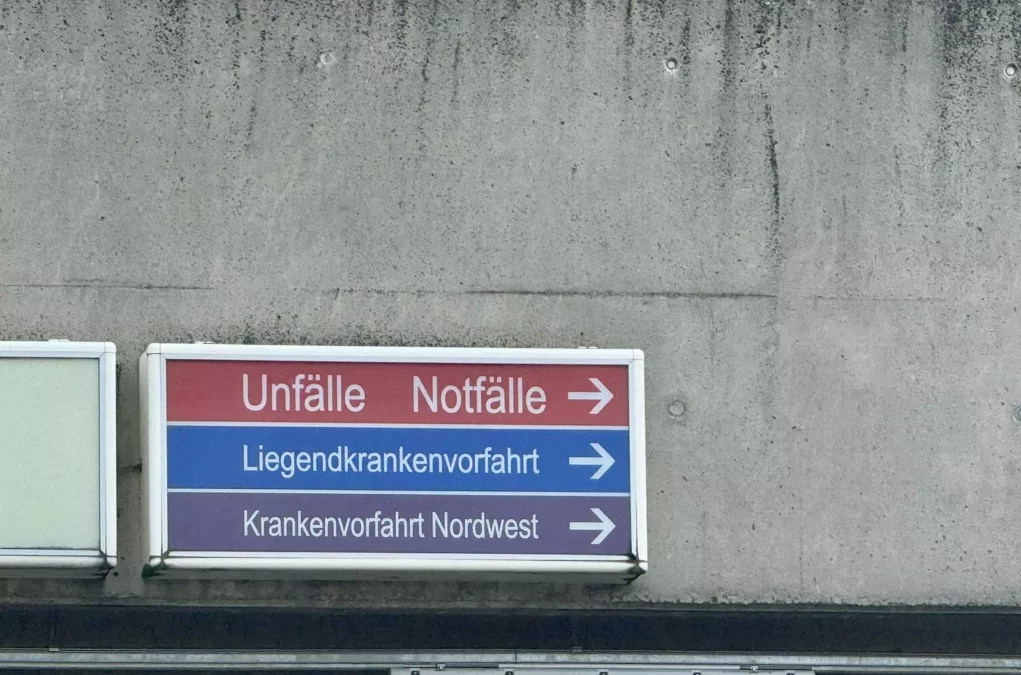 Unfälle Notfälle →
Liegendkrankenvorfahrt →
Krankenvorfahrt Nordwest →